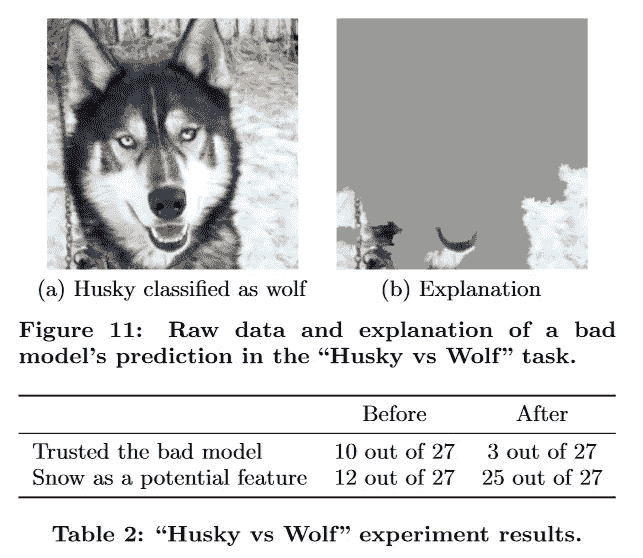 (a) Husky classified as wolf
(b) Explanation
Figure 11: Raw data and explanation of a bad
model's prediction in the “Husky vs Wolf” task.
Before After
Trusted the bad model 10 out of 27 3 out of 27
Snow as a potential feature 12 out of 27 25 out of 27
Table 2: “Husky vs Wolf” experiment results.